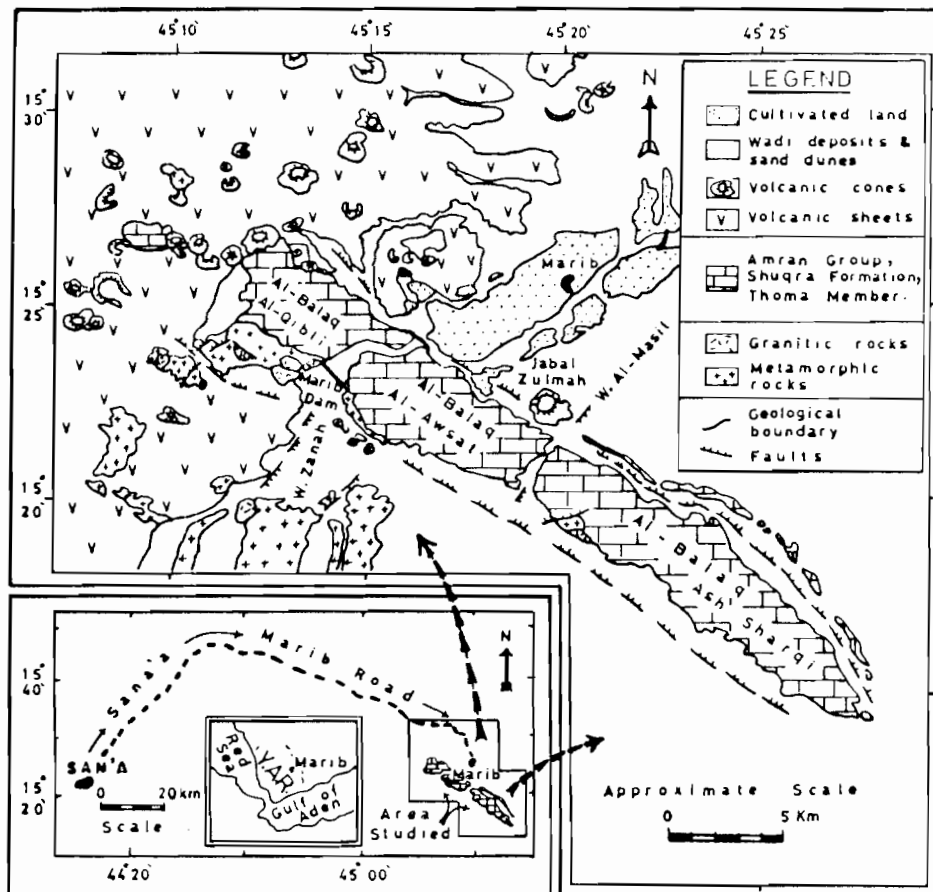 45°10'
45°15'
45°20'
45°25'
15°
30'
15°
25'
15°
20'
N
LEGEND
Cultivated land
Wadi deposits &
sand dunes
Volcanic cones
Volcanic sheets
Amran Group,
Shuqra Formation,
Thoma Member.
Granitic rocks
Metamorphic
rocks
Geological
boundary
Faults
Marib
Al-Balaq
Al-Qibli
Marib
Dam
Al-Balaq
Al-Awsat
Jabal
Zulmah
W. Al-Masil
W. Zanah
Al-Balaq
Ash Sharqi
Approximate Scale
0 5 Km
N
Sana'a Marib Road
SAN'A
15°
40'
15°
20'
0 20 km
Scale
Red
Sea
Y.A.R.
Marib
Gulf of
Aden
Marib
Area
Studied
44°20'
45°00'